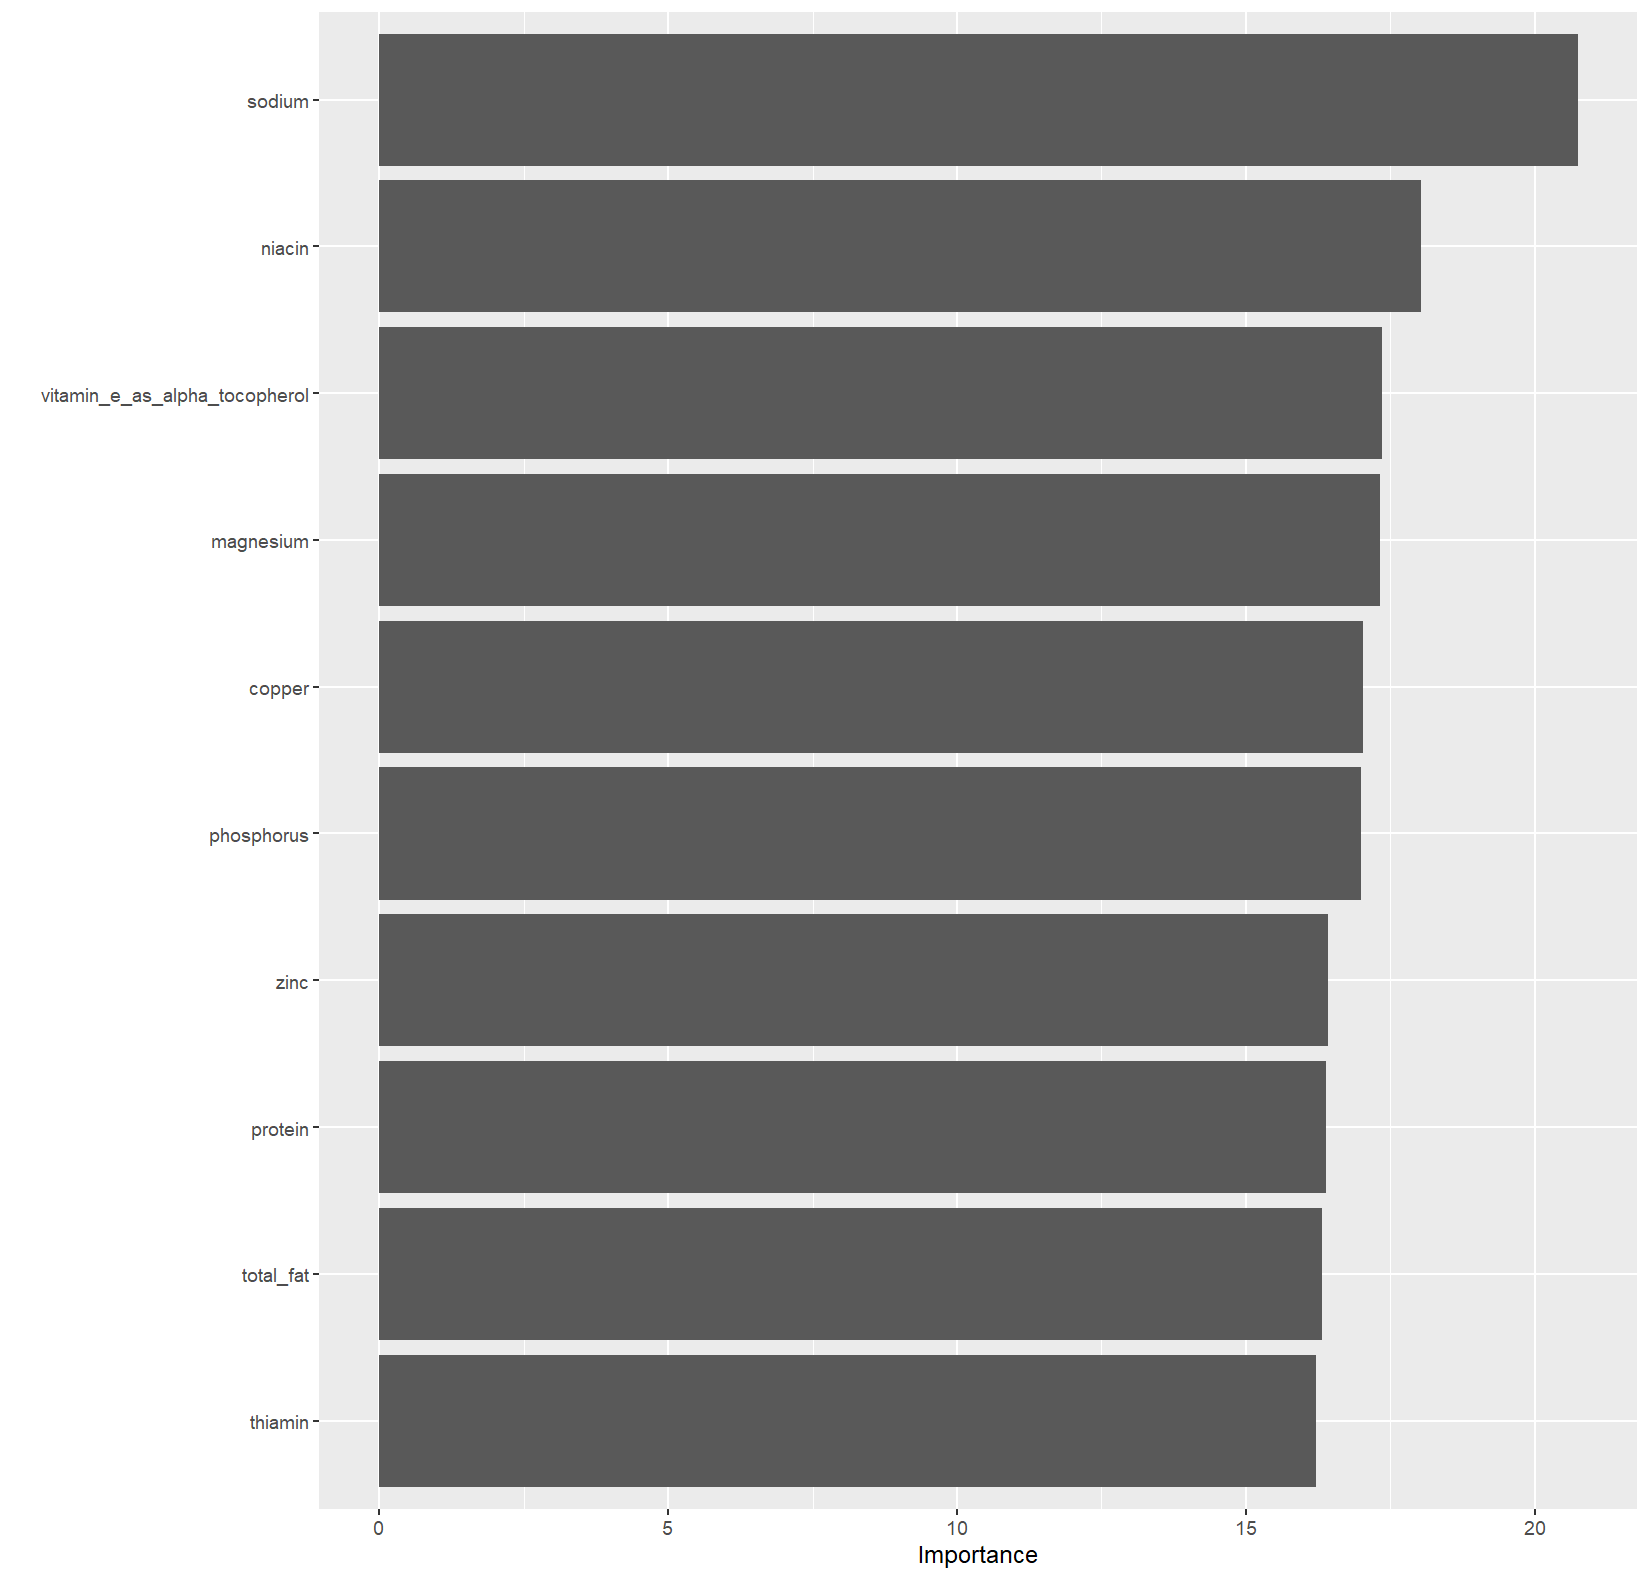 sodium
niacin
vitamin_e_as_alpha_tocopherol
magnesium
copper
phosphorus
zinc
protein
total_fat
thiamin
0 5 10 15 20
Importance